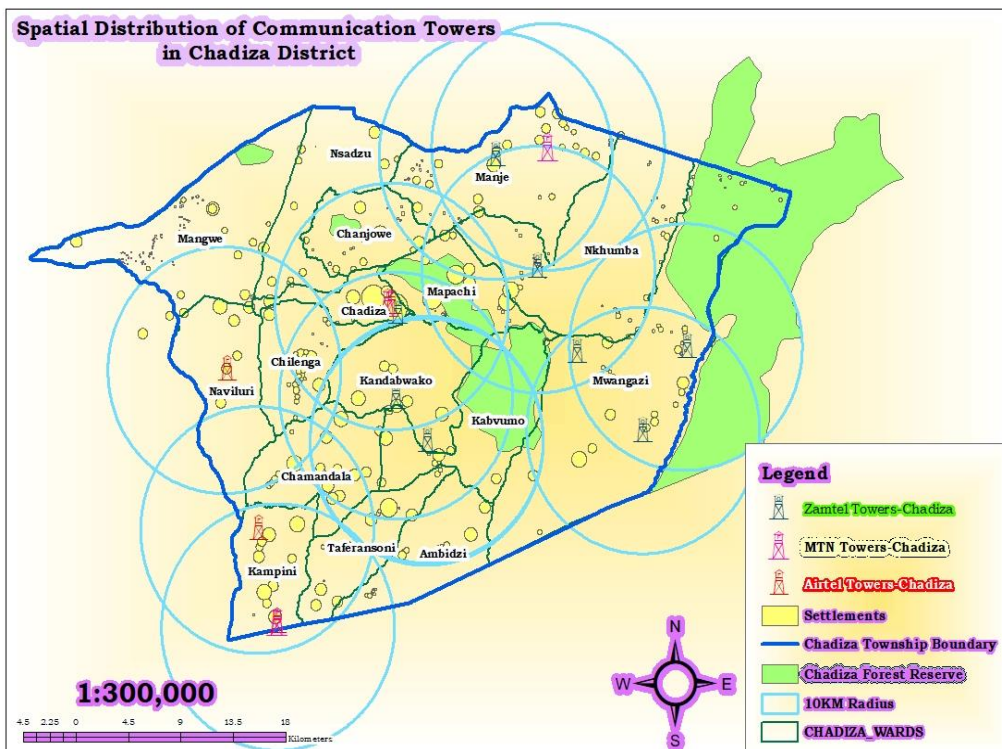 Spatial Distribution of Communication Towers
in Chadiza District
Nsadzu
Manje
Mangwe
Chanjowe
Nkhumba
Mapachi
Chadiza
Chilenga
Naviluri
Kandabwako
Mwangazi
Kabvumo
Chamandala
Taferansoni
Ambidzi
Kampini
Legend
Zamtel Towers-Chadiza
MTN Towers-Chadiza
Airtel Towers-Chadiza
Settlements
Chadiza Township Boundary
Chadiza Forest Reserve
10KM Radius
CHADIZA_WARDS
N
W
E
S
1:300,000
4.5 2.25 0 4.5 9 13.5 18
Kilometers